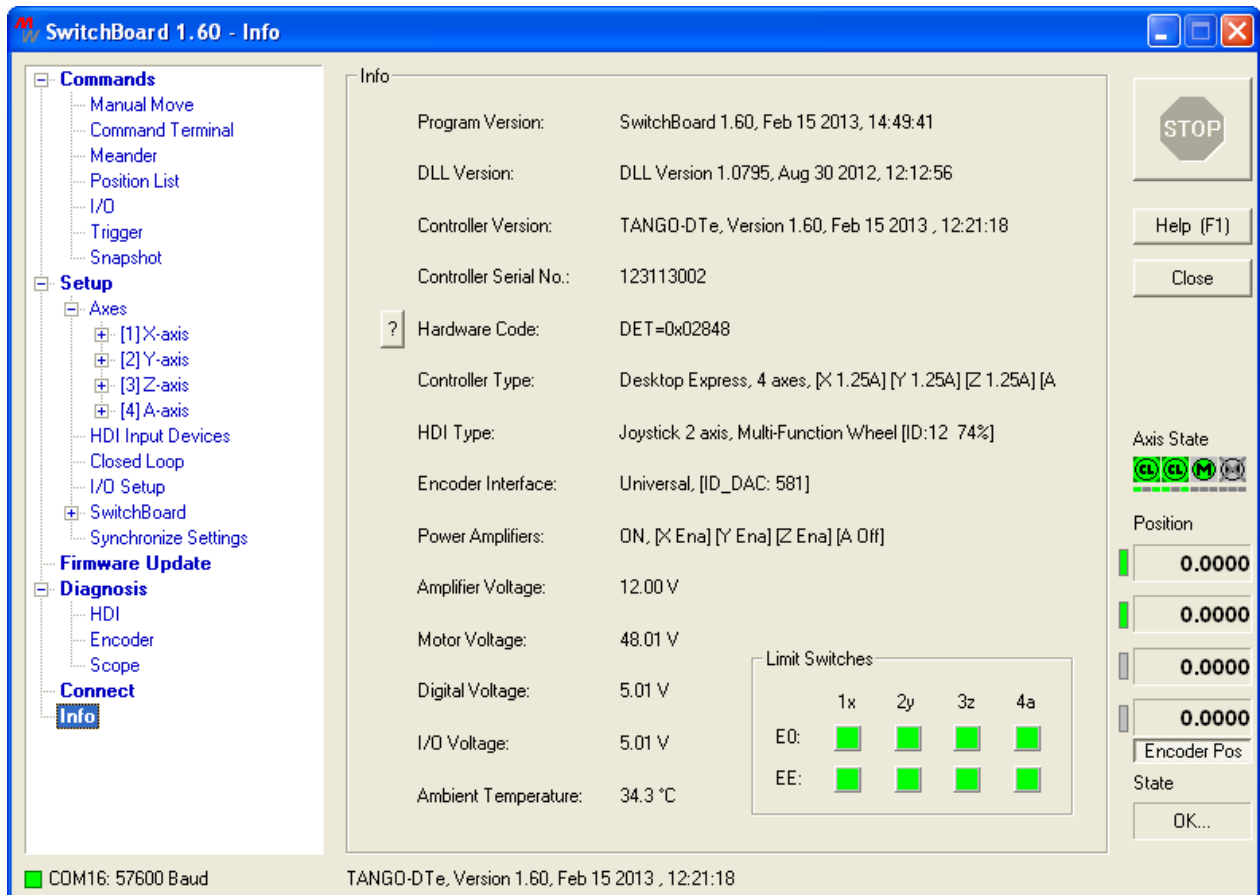 SwitchBoard 1.60 - Info
Commands
Manual Move
Command Terminal
Meander
Position List
I/O
Trigger
Snapshot
Setup
Axes
[1] X-axis
[2] Y-axis
[3] Z-axis
[4] A-axis
HDI Input Devices
Closed Loop
I/O Setup
SwitchBoard
Synchronize Settings
Firmware Update
Diagnosis
HDI
Encoder
Scope
Connect
Info
Info
Program Version: SwitchBoard 1.60, Feb 15 2013, 14:49:41
DLL Version: DLL Version 1.0795, Aug 30 2012, 12:12:56
Controller Version: TANGO-DTe, Version 1.60, Feb 15 2013 , 12:21:18
Controller Serial No.: 123113002
? Hardware Code: DET=0x02848
Controller Type: Desktop Express, 4 axes, [X 1.25A] [Y 1.25A] [Z 1.25A] [A
HDI Type: Joystick 2 axis, Multi-Function Wheel [ID:12 74%]
Encoder Interface: Universal, [ID_DAC: 581]
Power Amplifiers: ON, [X Ena] [Y Ena] [Z Ena] [A Off]
Amplifier Voltage: 12.00 V
Motor Voltage: 48.01 V
Digital Voltage: 5.01 V
I/O Voltage: 5.01 V
Ambient Temperature: 34.3 °C
Limit Switches
1x 2y 3z 4a
E0:
EE:
STOP
Help (F1)
Close
Axis State
CL CL M M
Position
0.0000
0.0000
0.0000
0.0000
Encoder Pos
State
OK...
COM16: 57600 Baud TANGO-DTe, Version 1.60, Feb 15 2013 , 12:21:18